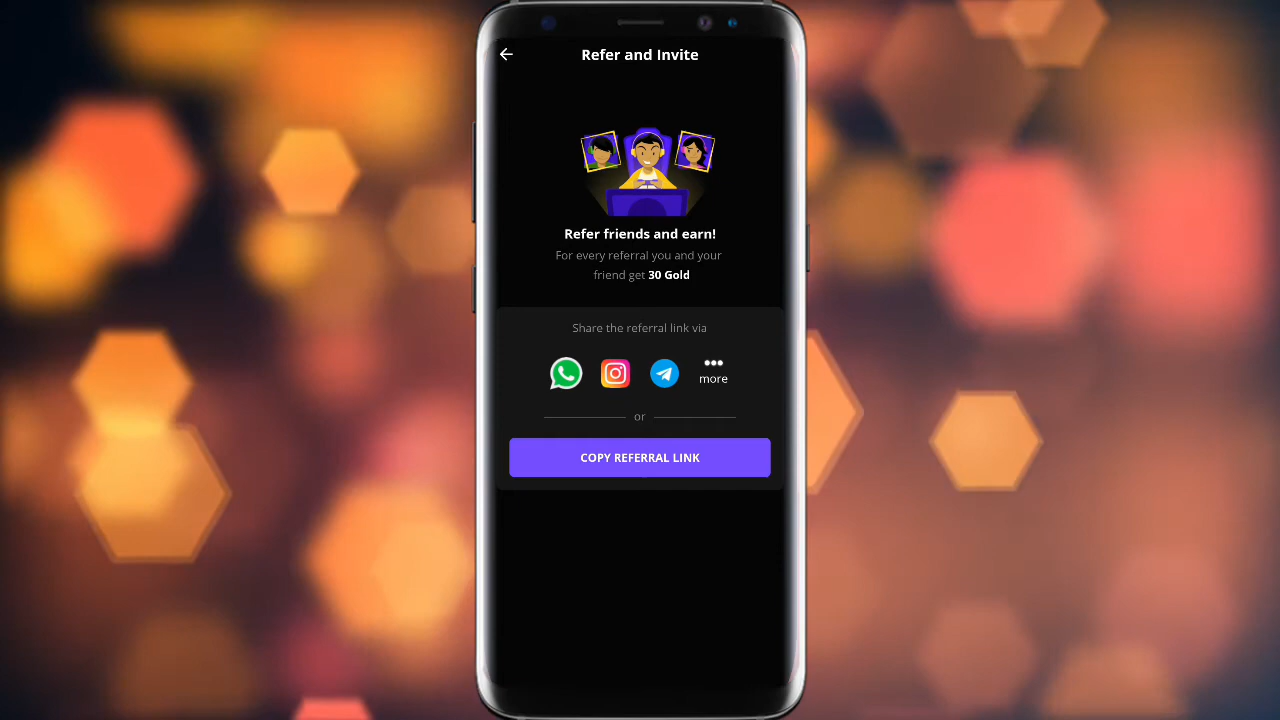 Refer and Invite
Refer friends and earn!
For every referral you and your
friend get 30 Gold
Share the referral link via
more
or
COPY REFERRAL LINK